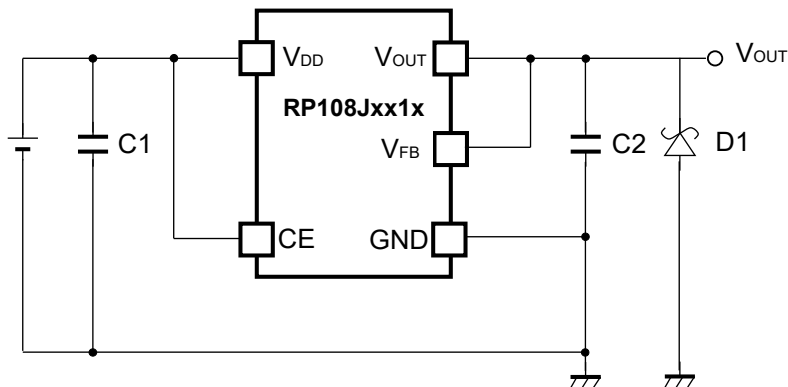 VDD
VOUT
VOUT
RP108Jxx1x
C1
VFB
C2
D1
CE
GND